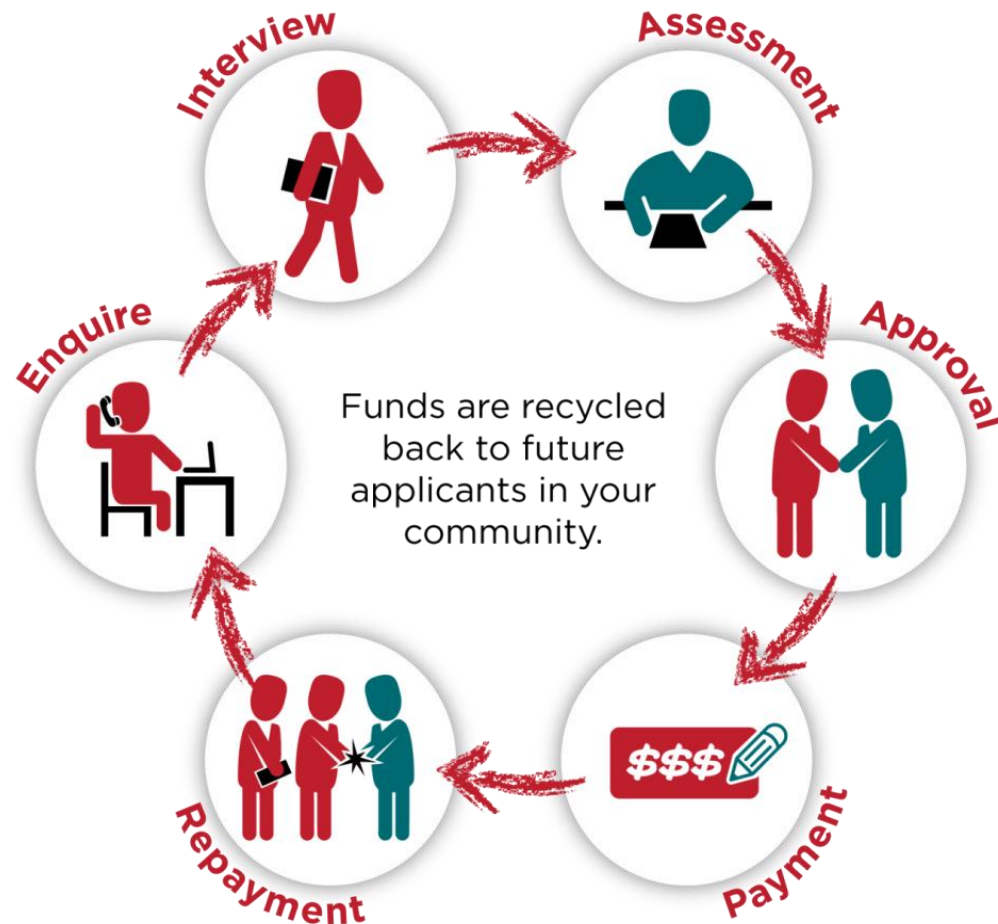 Interview
Assessment
Enquire
Approval
Funds are recycled
back to future
applicants in your
community.
$$$
Repayment
Payment